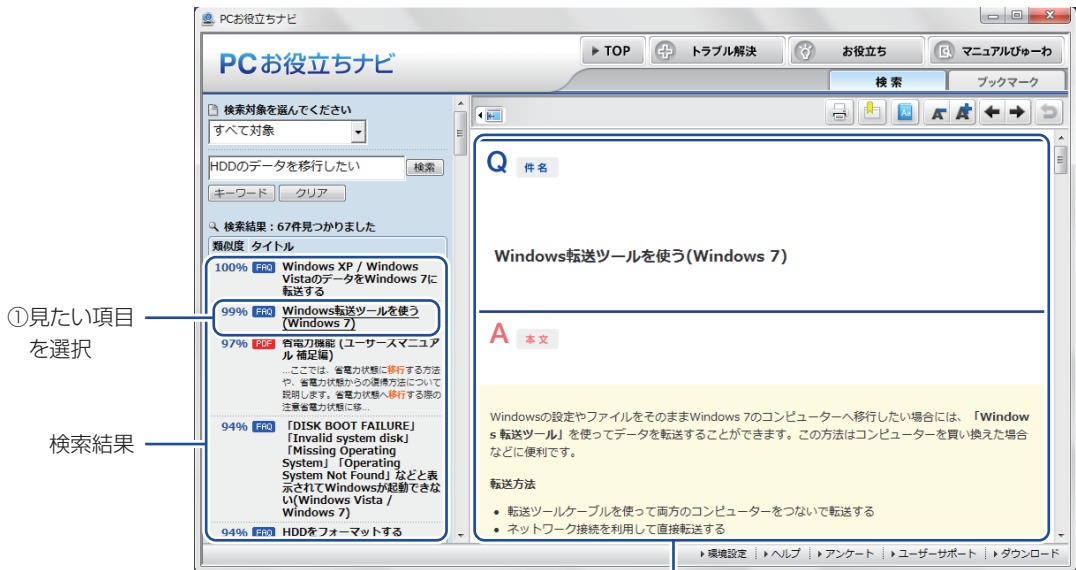 PCお役立ちナビ
PCお役立ちナビ
TOP
トラブル解決
お役立ち
マニュアルびゅーわ
検索
ブックマーク
検索対象を選んでください
すべて対象
HDDのデータを移行したい
検索
キーワード
クリア
検索結果：67件見つかりました
類似度 タイトル
100% FAQ Windows XP / Windows
VistaのデータをWindows 7に
転送する
99% FAQ Windows転送ツールを使う
(Windows 7)
97% PDF 省電力機能 (ユーザーズマニュア
ル 補足編)
...ここでは、省電力状態に移行する方法
や、省電力状態からの復帰方法について
説明します。省電力状態へ移行する際の
注意省電力状態に移...
94% FAQ 「DISK BOOT FAILURE」
「Invalid system disk」
「Missing Operating
System」「Operating
System Not Found」などと表
示されてWindowsが起動できな
い(Windows Vista /
Windows 7)
94% FAQ HDDをフォーマットする
①見たい項目
を選択
検索結果
Q 件名
Windows転送ツールを使う(Windows 7)
A 本文
Windowsの設定やファイルをそのままWindows 7のコンピューターへ移行したい場合には、「Window
s 転送ツール」を使ってデータを転送することができます。この方法はコンピューターを買い換えた場合
などに便利です。
転送方法
• 転送ツールケーブルを使って両方のコンピューターをつないで転送する
• ネットワーク接続を利用して直接転送する
環境設定
ヘルプ
アンケート
ユーザーサポート
ダウンロード